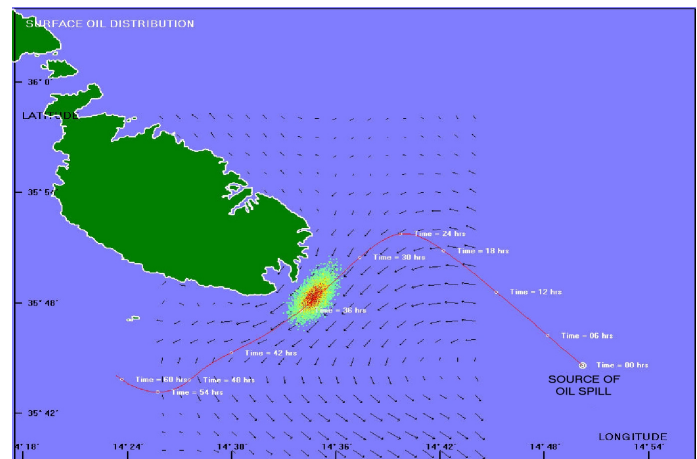 SURFACE OIL DISTRIBUTION
36° 0'
LATITUDE
35° 54'
Time = 24 hrs
Time = 18 hrs
Time = 30 hrs
Time = 12 hrs
35° 48'
Time = 36 hrs
Time = 06 hrs
Time = 42 hrs
Time = 00 hrs
Time = 60 hrs
Time = 48 hrs
SOURCE OF
OIL SPILL
Time = 54 hrs
35° 42'
LONGITUDE
4° 18'
14° 24'
14° 30'
14° 36'
14° 42'
14° 48'
14° 54'